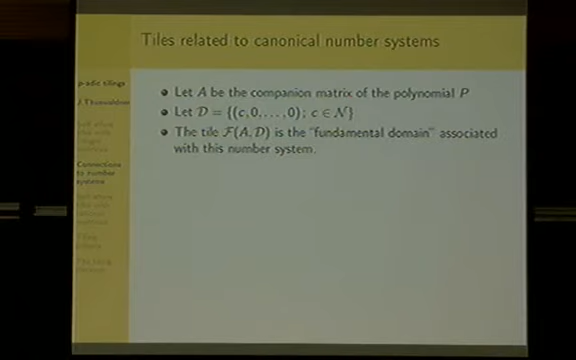 Tiles related to canonical number systems
p-adic tilings
J. Thuswaldner
Connections
to number
systems
• Let A be the companion matrix of the polynomial P
• Let 𝒟 = {(c, 0, . . . , 0); c ∈ 𝒩}
• The tile ℱ(A, 𝒟) is the "fundamental domain" associated
with this number system.